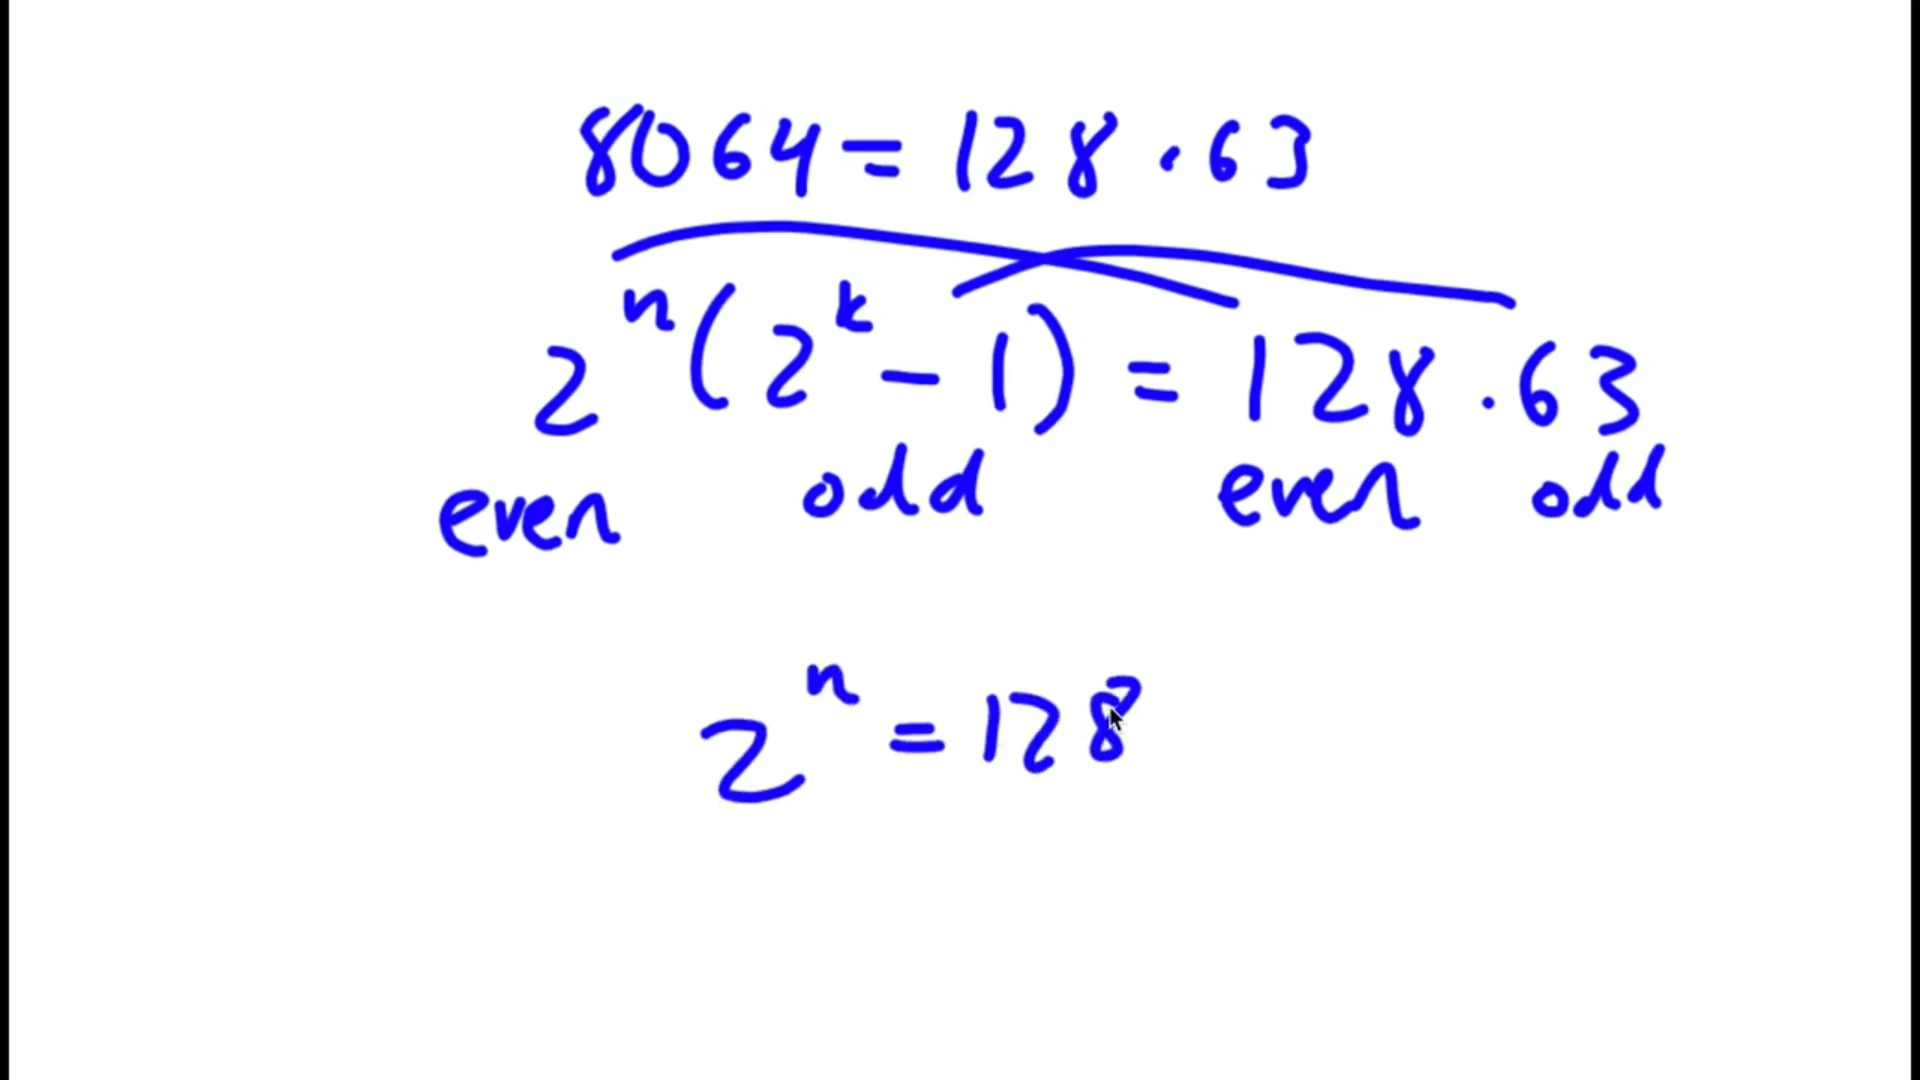 8064 = 128 · 63
2ⁿ(2ᵏ - 1) = 128 · 63
even odd even odd
2ⁿ = 128